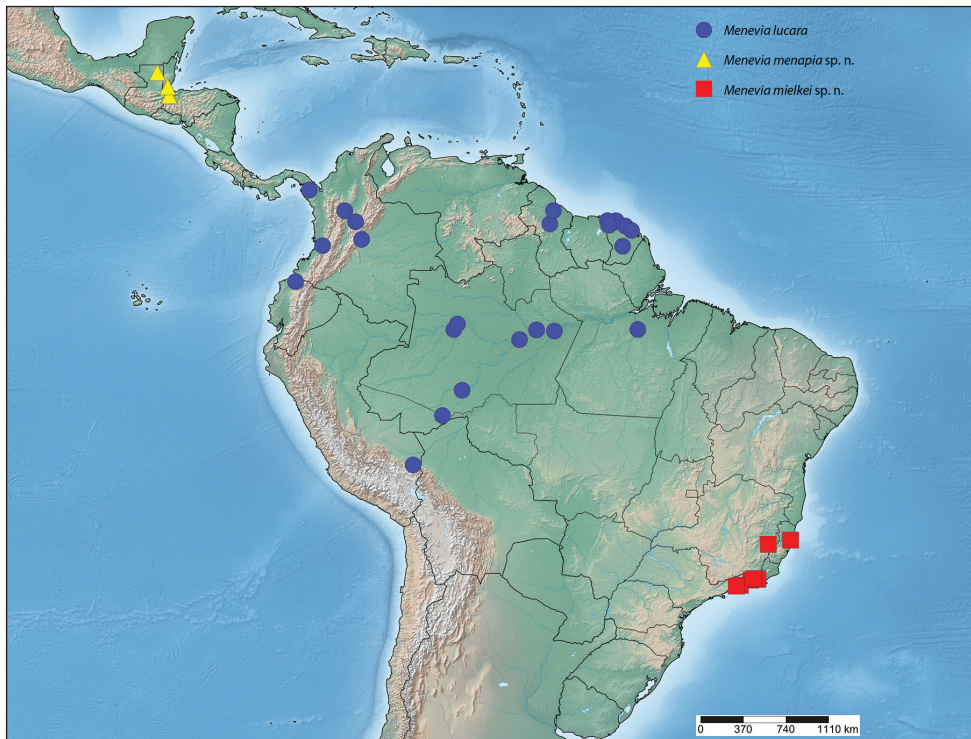 Menevia lucara
Menevia menapia sp. n.
Menevia mielkei sp. n.
0 370 740 1110 km